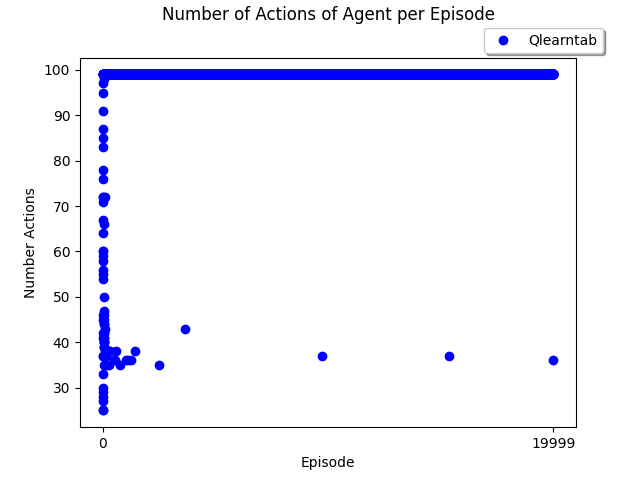 Number of Actions of Agent per Episode
Qlearntab
100
90
80
70
60
50
40
30
Number Actions
0
19999
Episode